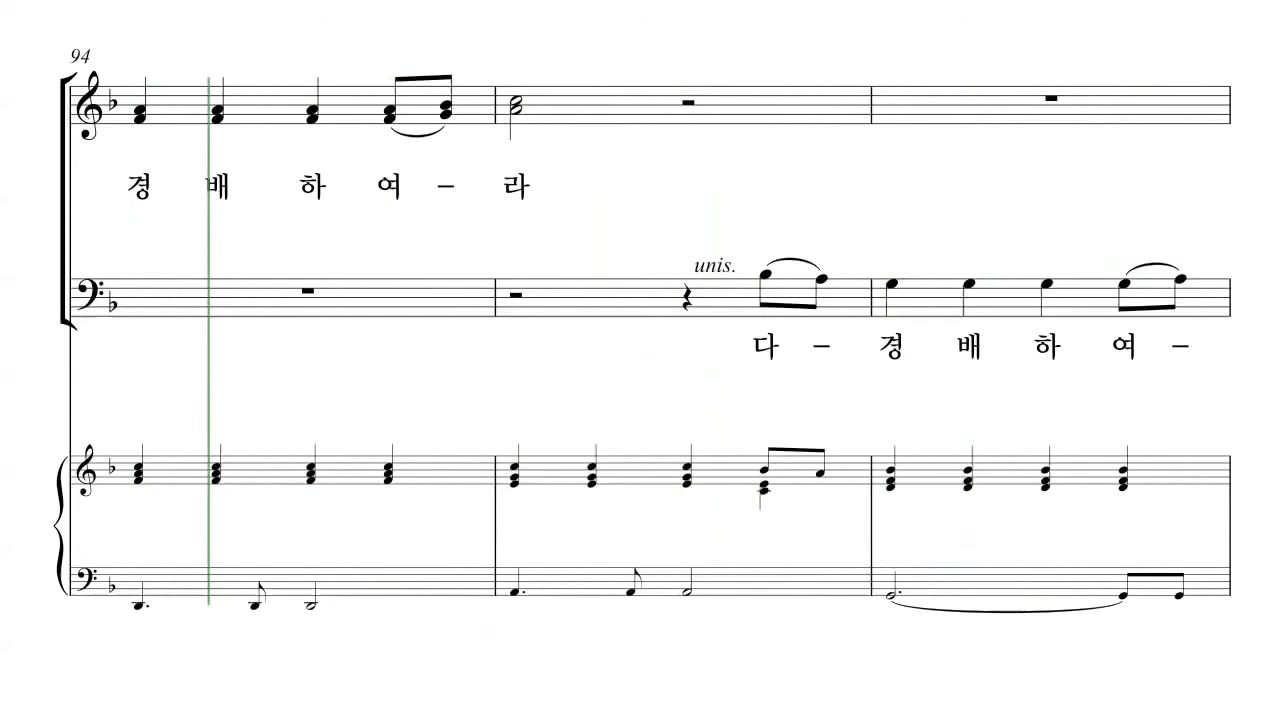 94
경 배 하 여 – 라
unis.
다 – 경 배 하 여 –